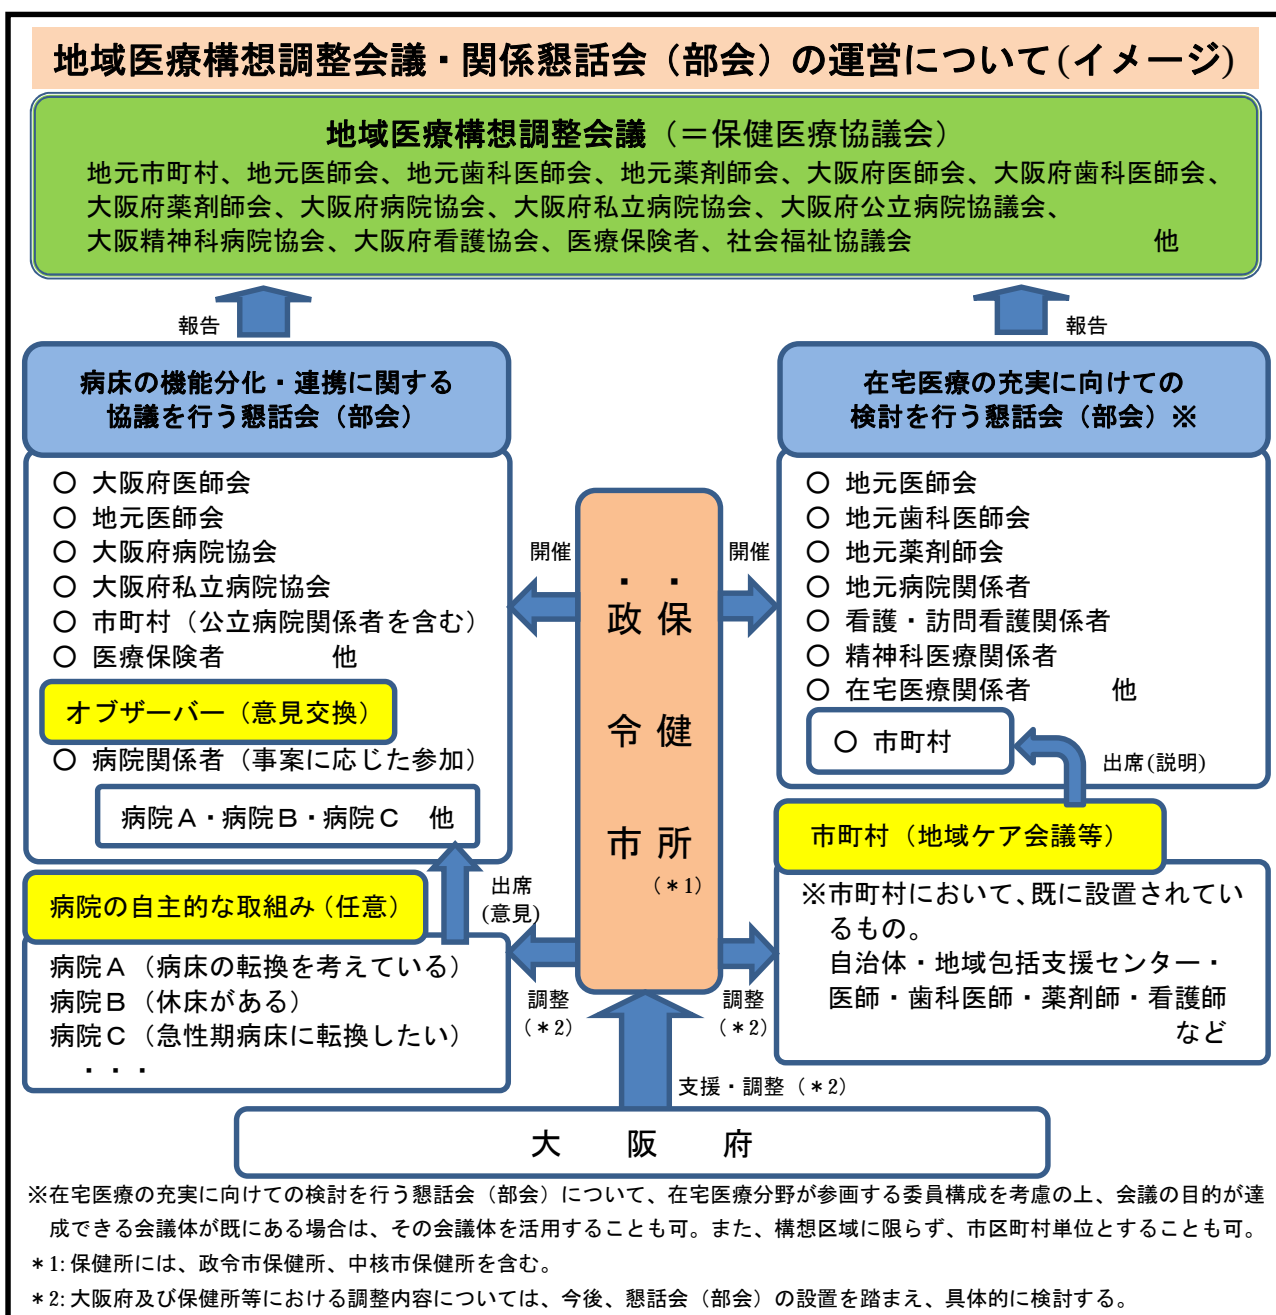 地域医療構想調整会議・関係懇話会（部会）の運営について(イメージ)
地域医療構想調整会議（＝保健医療協議会）
地元市町村、地元医師会、地元歯科医師会、地元薬剤師会、大阪府医師会、大阪府歯科医師会、
大阪府薬剤師会、大阪府病院協会、大阪府私立病院協会、大阪府公立病院協議会、
大阪精神科病院協会、大阪府看護協会、医療保険者、社会福祉協議会　他
報告
報告
病床の機能分化・連携に関する
協議を行う懇話会（部会）
〇 大阪府医師会
〇 地元医師会
〇 大阪府病院協会
〇 大阪府私立病院協会
〇 市町村（公立病院関係者を含む）
〇 医療保険者　他
オブザーバー（意見交換）
〇 病院関係者（事案に応じた参加）
病院Ａ・病院Ｂ・病院Ｃ　他
出席
(意見)
病院の自主的な取組み（任意）
病院Ａ（病床の転換を考えている）
病院Ｂ（休床がある）
病院Ｃ（急性期病床に転換したい）
・・・
開催
調整
（＊2）
保健所・
政令市・
（＊1）
開催
調整
（＊2）
在宅医療の充実に向けての
検討を行う懇話会（部会）※
〇 地元医師会
〇 地元歯科医師会
〇 地元薬剤師会
〇 地元病院関係者
〇 看護・訪問看護関係者
〇 精神科医療関係者
〇 在宅医療関係者　他
〇 市町村
出席(説明)
市町村（地域ケア会議等）
※市町村において、既に設置されてい
るもの。
自治体・地域包括支援センター・
医師・歯科医師・薬剤師・看護師
など
支援・調整（＊2）
大　阪　府
※在宅医療の充実に向けての検討を行う懇話会（部会）について、在宅医療分野が参画する委員構成を考慮の上、会議の目的が達
成できる会議体が既にある場合は、その会議体を活用することも可。また、構想区域に限らず、市区町村単位とすることも可。
＊1:保健所には、政令市保健所、中核市保健所を含む。
＊2:大阪府及び保健所等における調整内容については、今後、懇話会（部会）の設置を踏まえ、具体的に検討する。